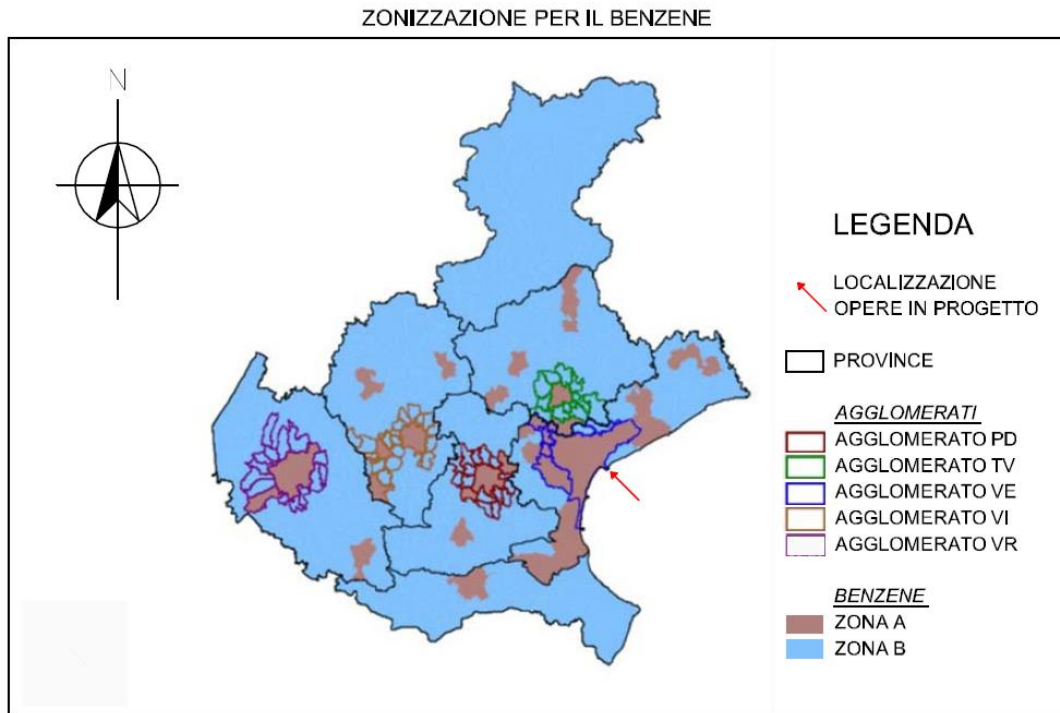 ZONIZZAZIONE PER IL BENZENE
N
LEGENDA
LOCALIZZAZIONE
OPERE IN PROGETTO
PROVINCE
AGGLOMERATI
AGGLOMERATO PD
AGGLOMERATO TV
AGGLOMERATO VE
AGGLOMERATO VI
AGGLOMERATO VR
BENZENE
ZONA A
ZONA B